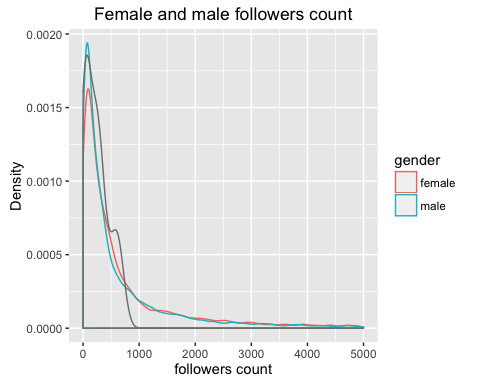 Female and male followers count
Density
0.0020
0.0015
0.0010
0.0005
0.0000
0 1000 2000 3000 4000 5000
followers count
gender
female
male